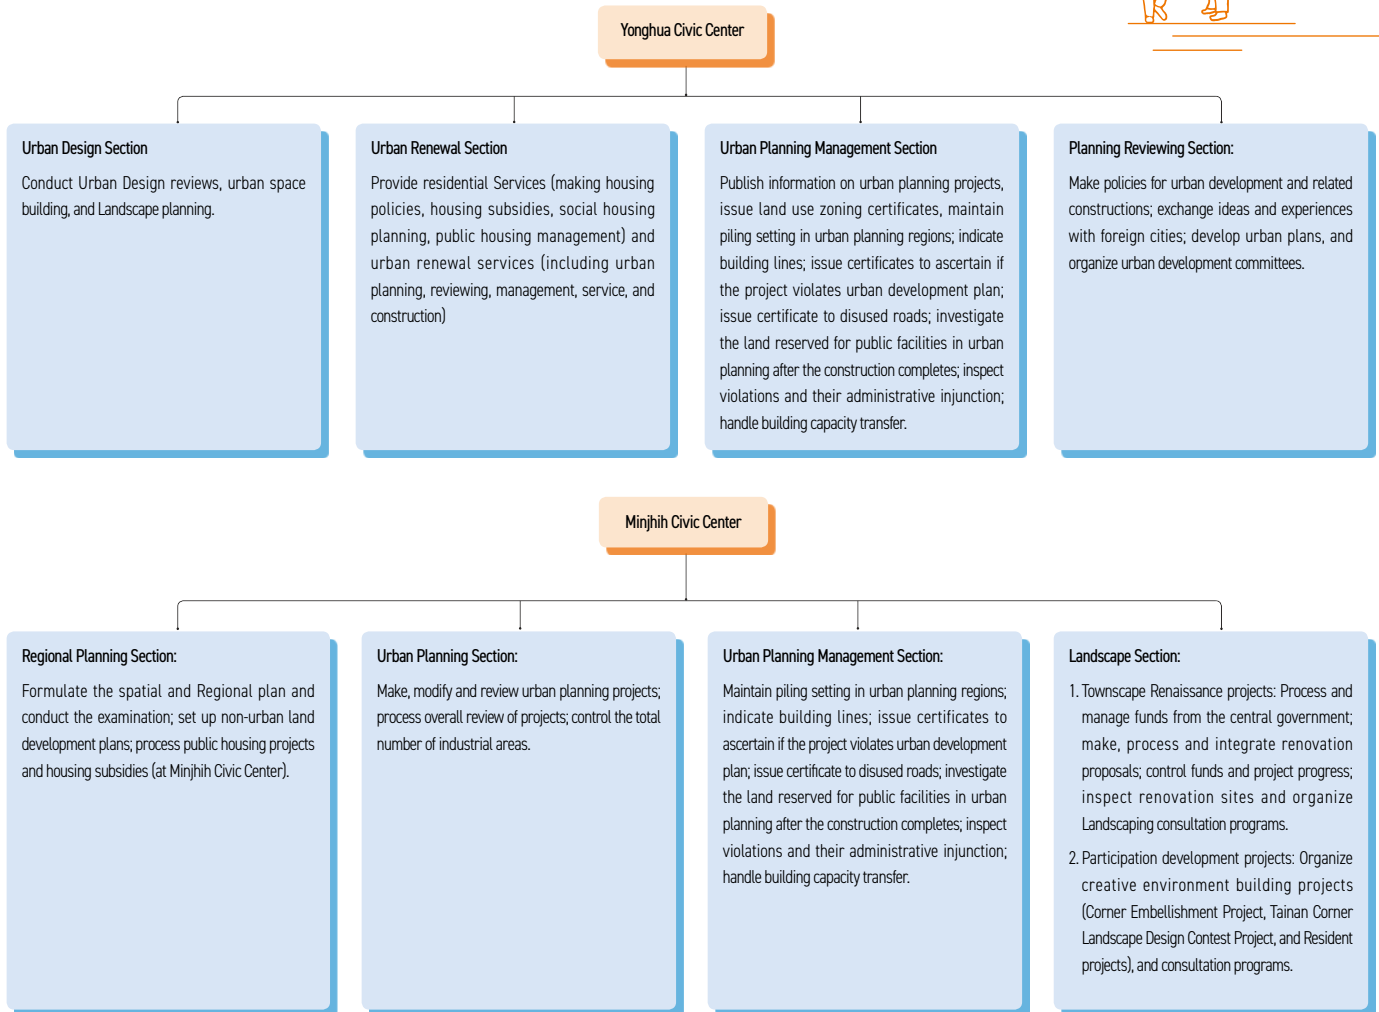 Yonghua Civic Center
Urban Design Section
Conduct Urban Design reviews, urban space
building, and Landscape planning.
Urban Renewal Section
Provide residential Services (making housing
policies, housing subsidies, social housing
planning, public housing management) and
urban renewal services (including urban
planning, reviewing, management, service, and
construction)
Urban Planning Management Section
Publish information on urban planning projects,
issue land use zoning certificates, maintain
piling setting in urban planning regions; indicate
building lines; issue certificates to ascertain if
the project violates urban development plan;
issue certificate to disused roads; investigate
the land reserved for public facilities in urban
planning after the construction completes; inspect
violations and their administrative injunction;
handle building capacity transfer.
Planning Reviewing Section:
Make policies for urban development and related
constructions; exchange ideas and experiences
with foreign cities; develop urban plans, and
organize urban development committees.
Minjhih Civic Center
Regional Planning Section:
Formulate the spatial and Regional plan and
conduct the examination; set up non-urban land
development plans; process public housing projects
and housing subsidies (at Minjhih Civic Center).
Urban Planning Section:
Make, modify and review urban planning projects;
process overall review of projects; control the total
number of industrial areas.
Urban Planning Management Section:
Maintain piling setting in urban planning regions;
indicate building lines; issue certificates to
ascertain if the project violates urban development
plan; issue certificate to disused roads; investigate
the land reserved for public facilities in urban
planning after the construction completes; inspect
violations and their administrative injunction;
handle building capacity transfer.
Landscape Section:
1. Townscape Renaissance projects: Process and
manage funds from the central government;
make, process and integrate renovation
proposals; control funds and project progress;
inspect renovation sites and organize
Landscaping consultation programs.
2. Participation development projects: Organize
creative environment building projects
(Corner Embellishment Project, Tainan Corner
Landscape Design Contest Project, and Resident
projects), and consultation programs.